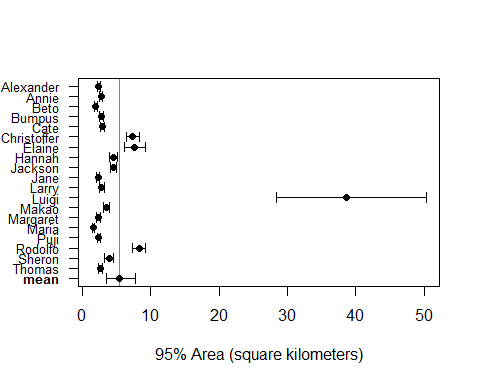 Alexander
Annie
Beto
Bumpus
Cate
Christoffer
Elaine
Hannah
Jackson
Jane
Larry
Luigi
Makao
Margaret
Maria
Puji
Rodolfo
Sheron
Thomas
mean
0 10 20 30 40 50
95% Area (square kilometers)